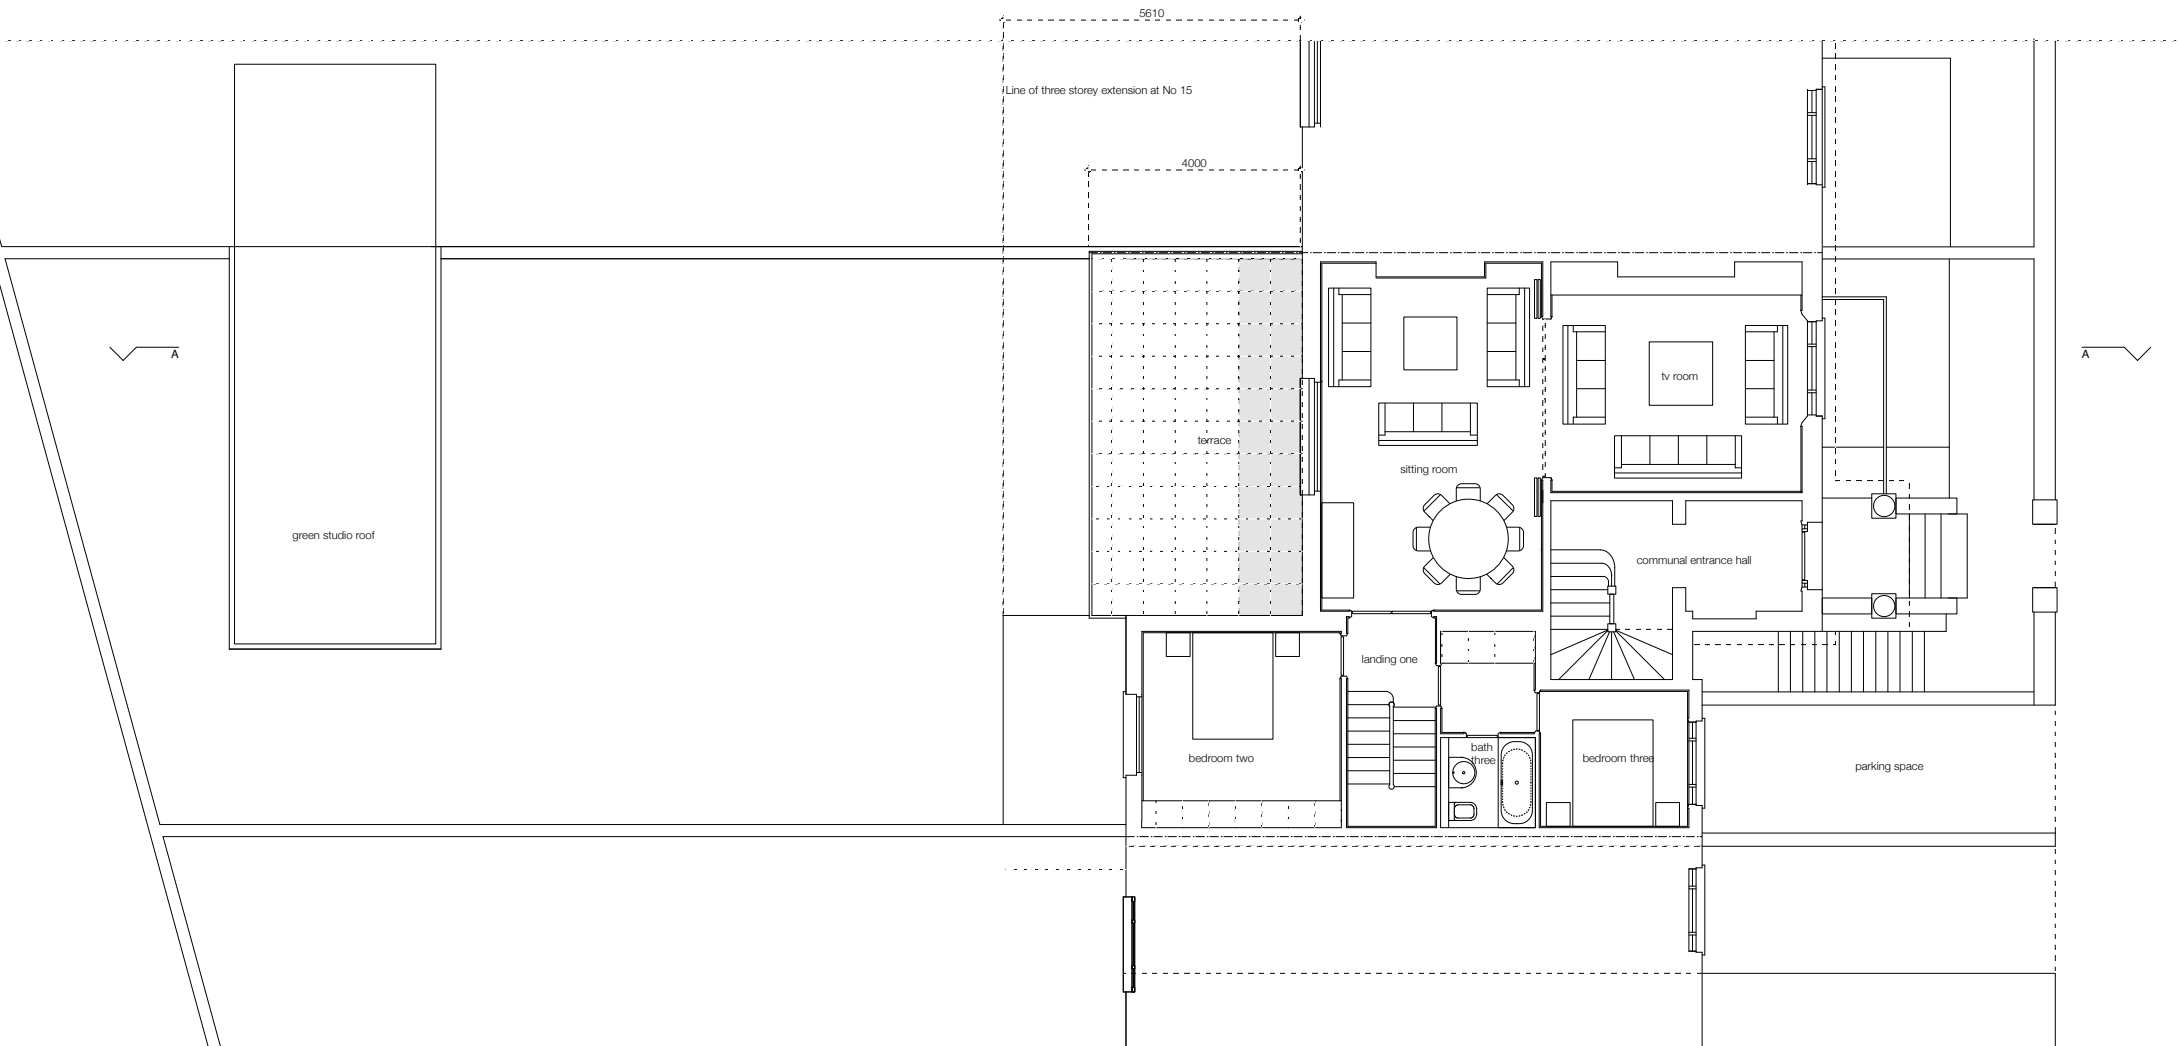 5610
Line of three storey extension at No 15
4000
A
A
tv room
terrace
sitting room
green studio roof
communal entrance hall
landing one
bedroom two
bath
three
bedroom three
parking space